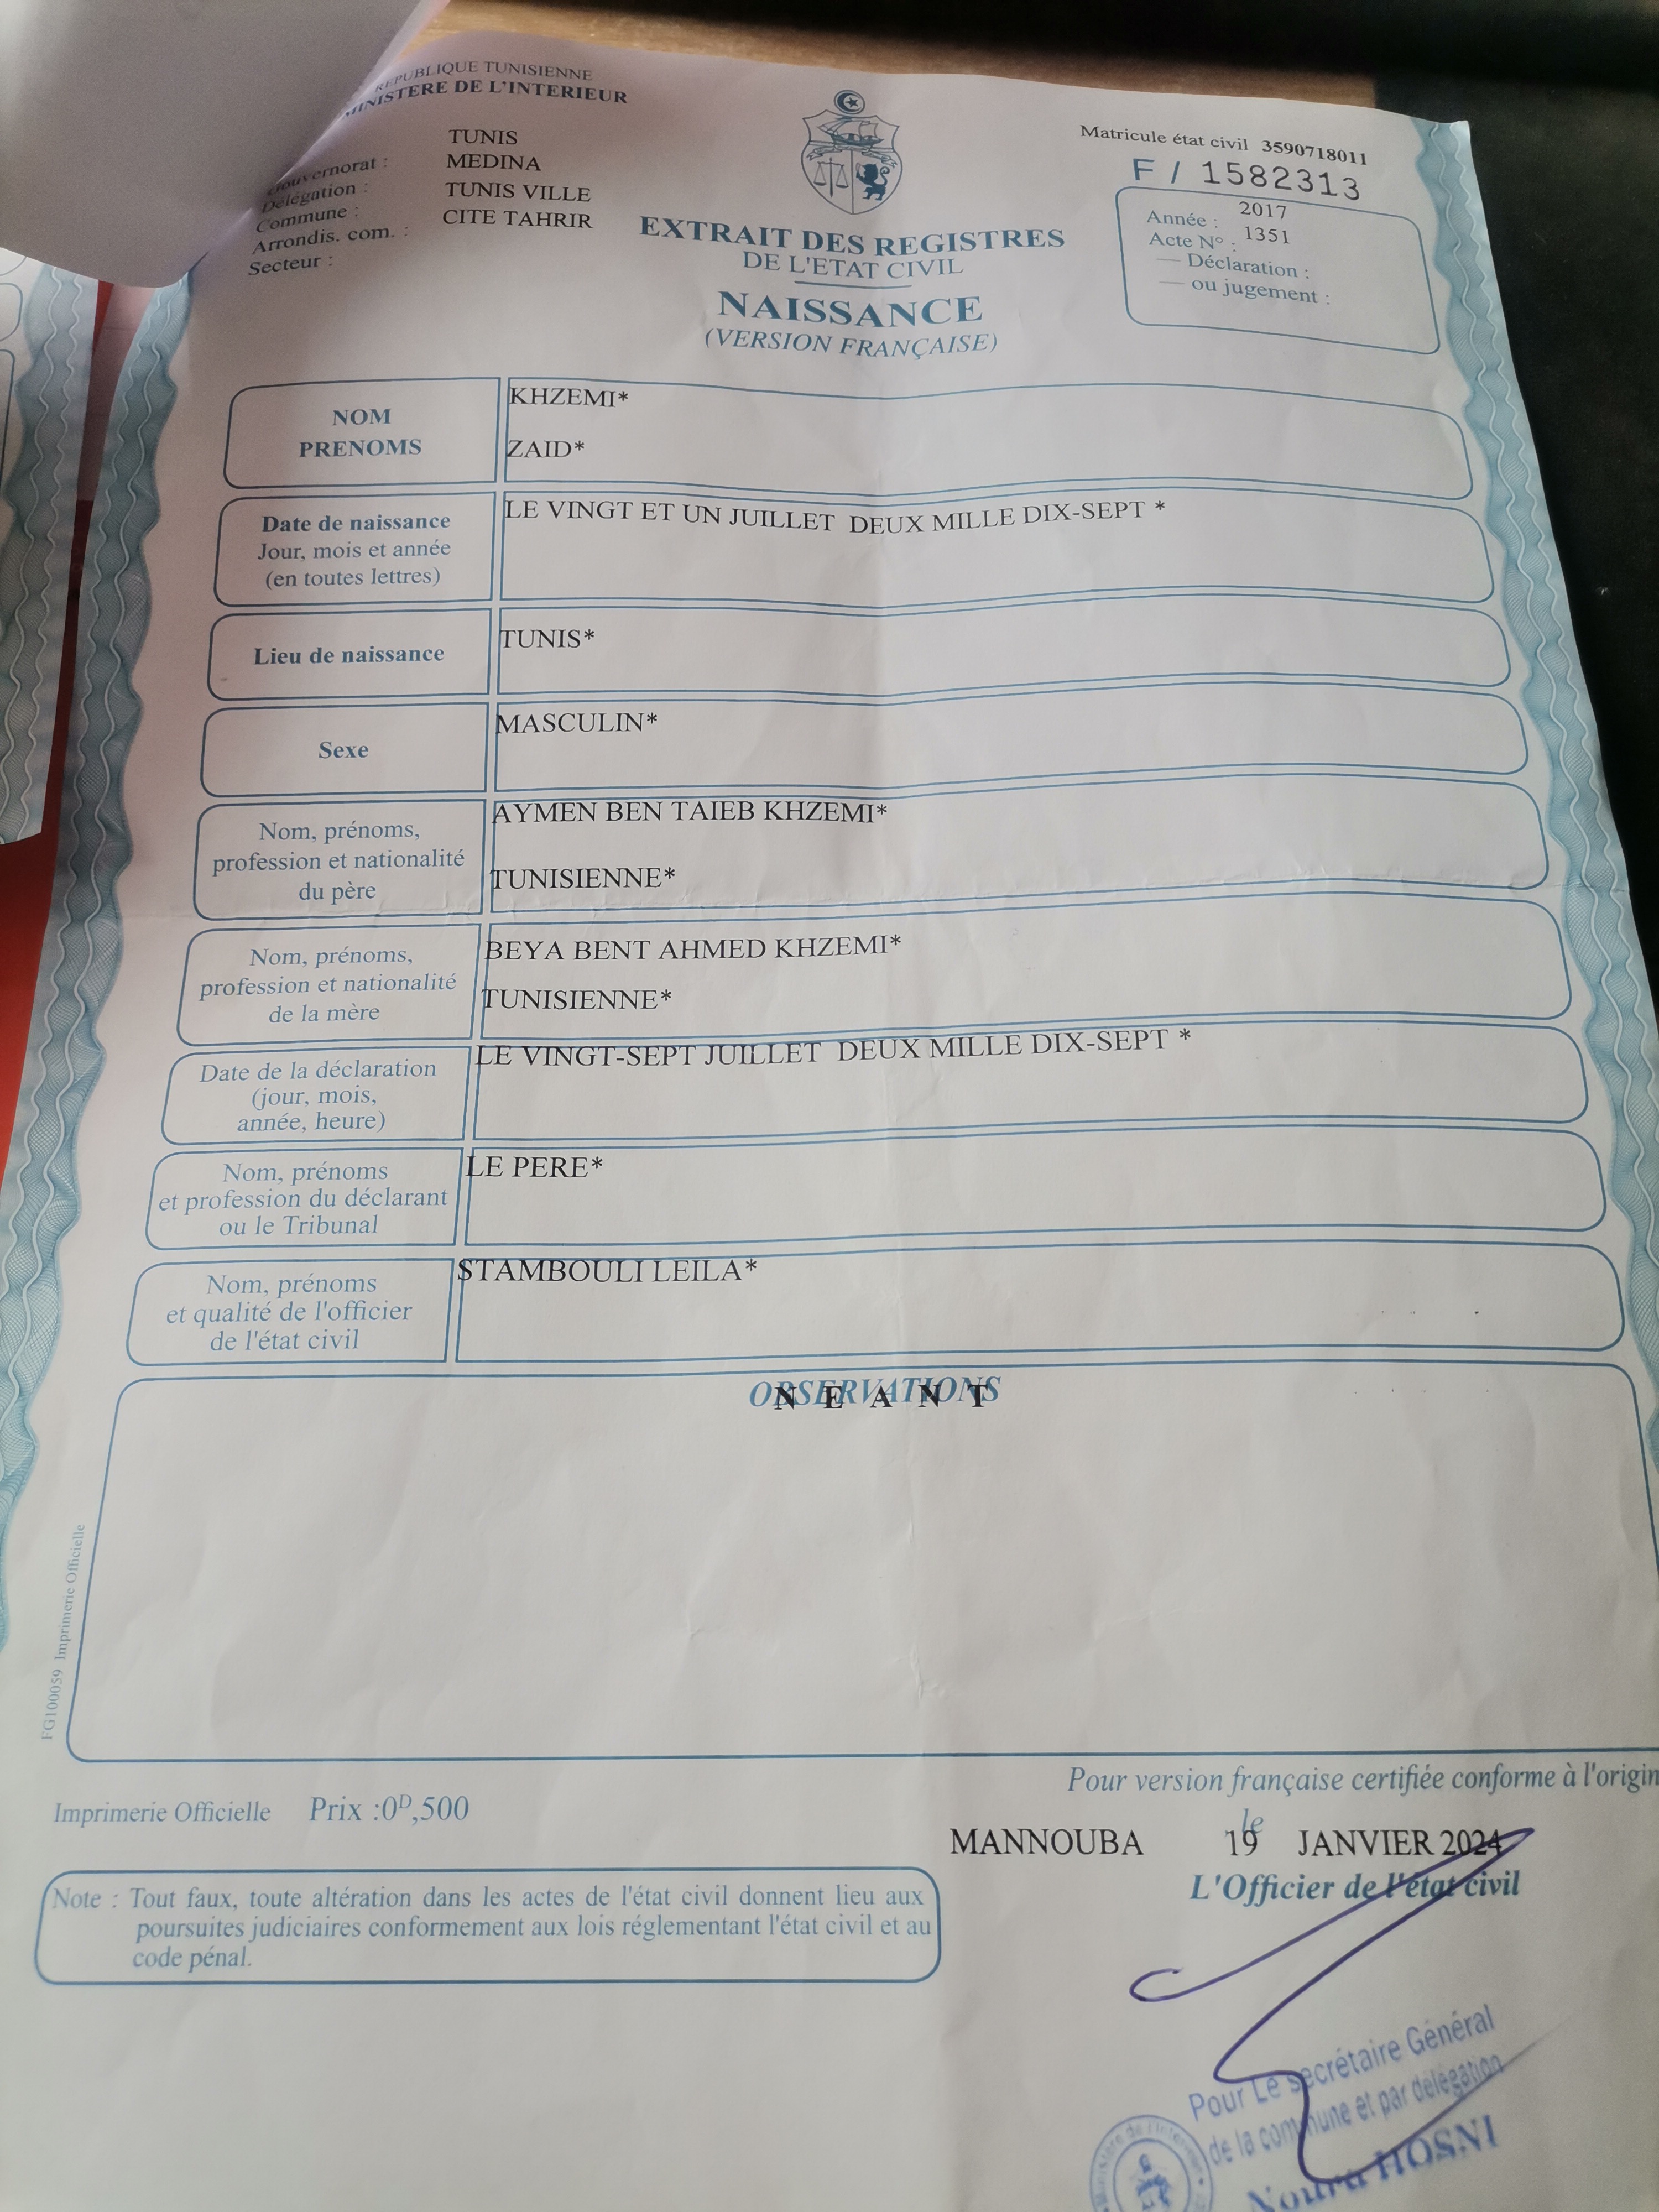 REPUBLIQUE TUNISIENNE
MINISTERE DE L'INTERIEUR
Gouvernorat : TUNIS
Délégation : MEDINA
Commune : TUNIS VILLE
Arrondis. com. : CITE TAHRIR
Secteur :
Matricule état civil 3590718011
F / 1582313
Année : 2017
Acte N° : 1351
— Déclaration :
— ou jugement :
EXTRAIT DES REGISTRES
DE L'ETAT CIVIL
NAISSANCE
(VERSION FRANÇAISE)
NOM KHZEMI*
PRENOMS ZAID*
Date de naissance
Jour, mois et année
(en toutes lettres)
LE VINGT ET UN JUILLET DEUX MILLE DIX-SEPT *
Lieu de naissance TUNIS*
Sexe MASCULIN*
Nom, prénoms,
profession et nationalité
du père
AYMEN BEN TAIEB KHZEMI*
TUNISIENNE*
Nom, prénoms,
profession et nationalité
de la mère
BEYA BENT AHMED KHZEMI*
TUNISIENNE*
Date de la déclaration
(jour, mois,
année, heure)
LE VINGT-SEPT JUILLET DEUX MILLE DIX-SEPT *
Nom, prénoms
et profession du déclarant
ou le Tribunal
LE PERE*
Nom, prénoms
et qualité de l'officier
de l'état civil
STAMBOULI LEILA*
OBSERVATIONS
N E A N T
FG100059 Imprimerie Officielle
Pour version française certifiée conforme à l'origin
Imprimerie Officielle Prix :0D,500
le
MANNOUBA 19 JANVIER 2024
L'Officier de l'état civil
Note : Tout faux, toute altération dans les actes de l'état civil donnent lieu aux
poursuites judiciaires conformement aux lois réglementant l'état civil et au
code pénal.
Pour Le secrétaire Général
de la commune et par délégation
Noura HOSNI
Ministère de l'Interieur